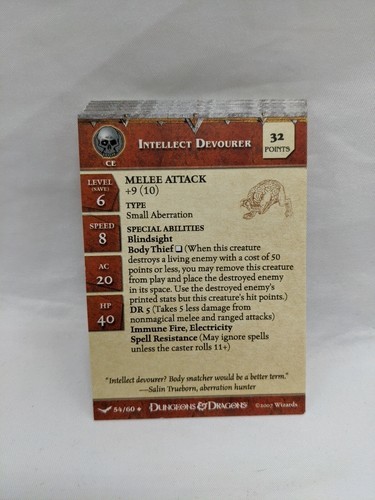 INTELLECT DEVOURER
32
POINTS
CE
LEVEL
(SAVE)
6
SPEED
8
AC
20
HP
40
MELEE ATTACK
+9 (10)
TYPE
Small Aberration
SPECIAL ABILITIES
Blindsight
Body Thief ❑ (When this creature
destroys a living enemy with a cost of 50
points or less, you may remove this creature
from play and place the destroyed enemy
in its space. Use the destroyed enemy's
printed stats but this creature's hit points.)
DR 5 (Takes 5 less damage from
nonmagical melee and ranged attacks)
Immune Fire, Electricity
Spell Resistance (May ignore spells
unless the caster rolls 11+)
"Intellect devourer? Body snatcher would be a better term."
—Salin Trueborn, aberration hunter
54/60 ◆ DUNGEONS & DRAGONS ©2007 Wizards